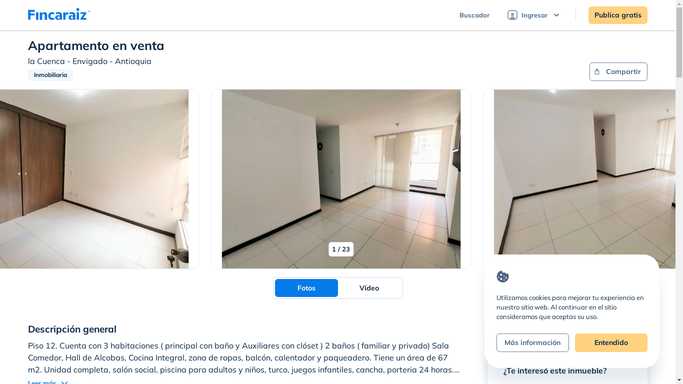 Fincaraiz
Buscador
Ingresar
Publica gratis
Apartamento en venta
la Cuenca - Envigado - Antioquia
Inmobiliaria
Compartir
1 / 23
Fotos
Video
Descripción general
Piso 12. Cuenta con 3 habitaciones ( principal con baño y Auxiliares con clóset ) 2 baños ( familiar y privado) Sala
Comedor, Hall de Alcobas, Cocina Integral, zona de ropas, balcón, calentador y paqueadero. Tiene un área de 67
m2. Unidad completa, salón social, piscina para adultos y niños, turco, juegos infantiles, cancha, porteria 24 horas....
Leer más
Utilizamos cookies para mejorar tu experiencia en
nuestro sitio web. Al continuar en el sitio
consideramos que aceptas su uso.
Más información
Entendido
¿Te interesó este inmueble?